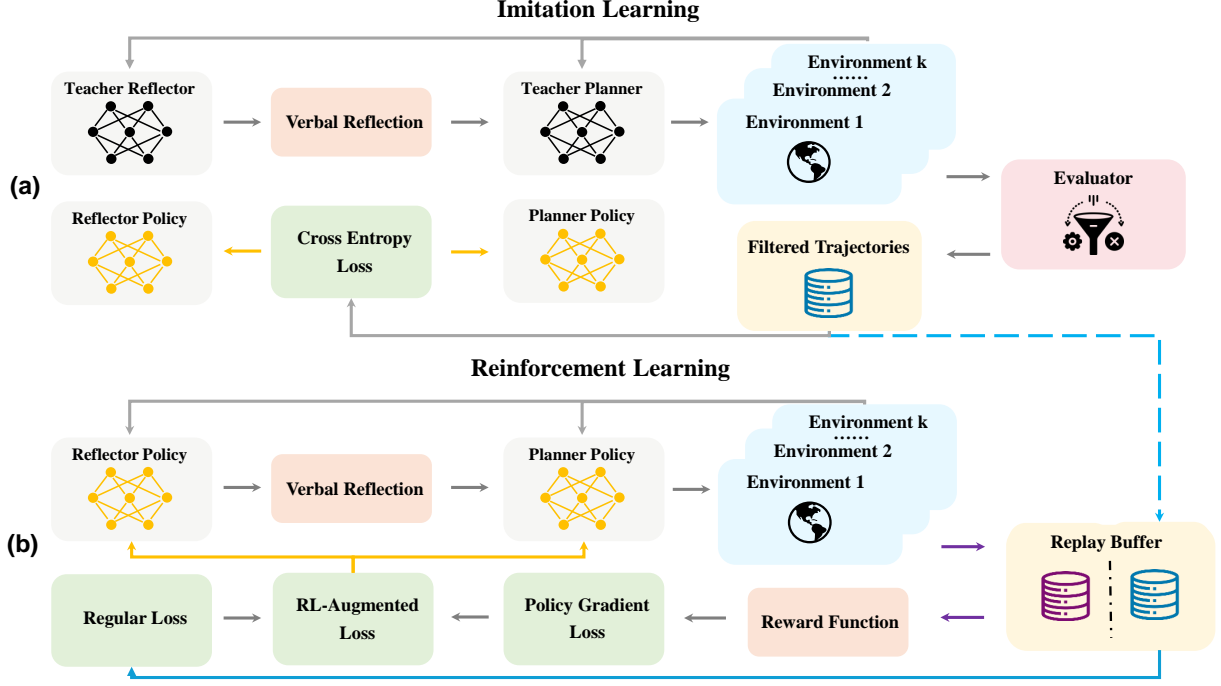 Imitation Learning
Teacher Reflector
Verbal Reflection
Teacher Planner
Environment k
......
Environment 2
Environment 1
(a)
Evaluator
Reflector Policy
Cross Entropy
Loss
Planner Policy
Filtered Trajectories
Reinforcement Learning
Reflector Policy
Verbal Reflection
Planner Policy
Environment k
......
Environment 2
Environment 1
(b)
Replay Buffer
Regular Loss
RL-Augmented
Loss
Policy Gradient
Loss
Reward Function